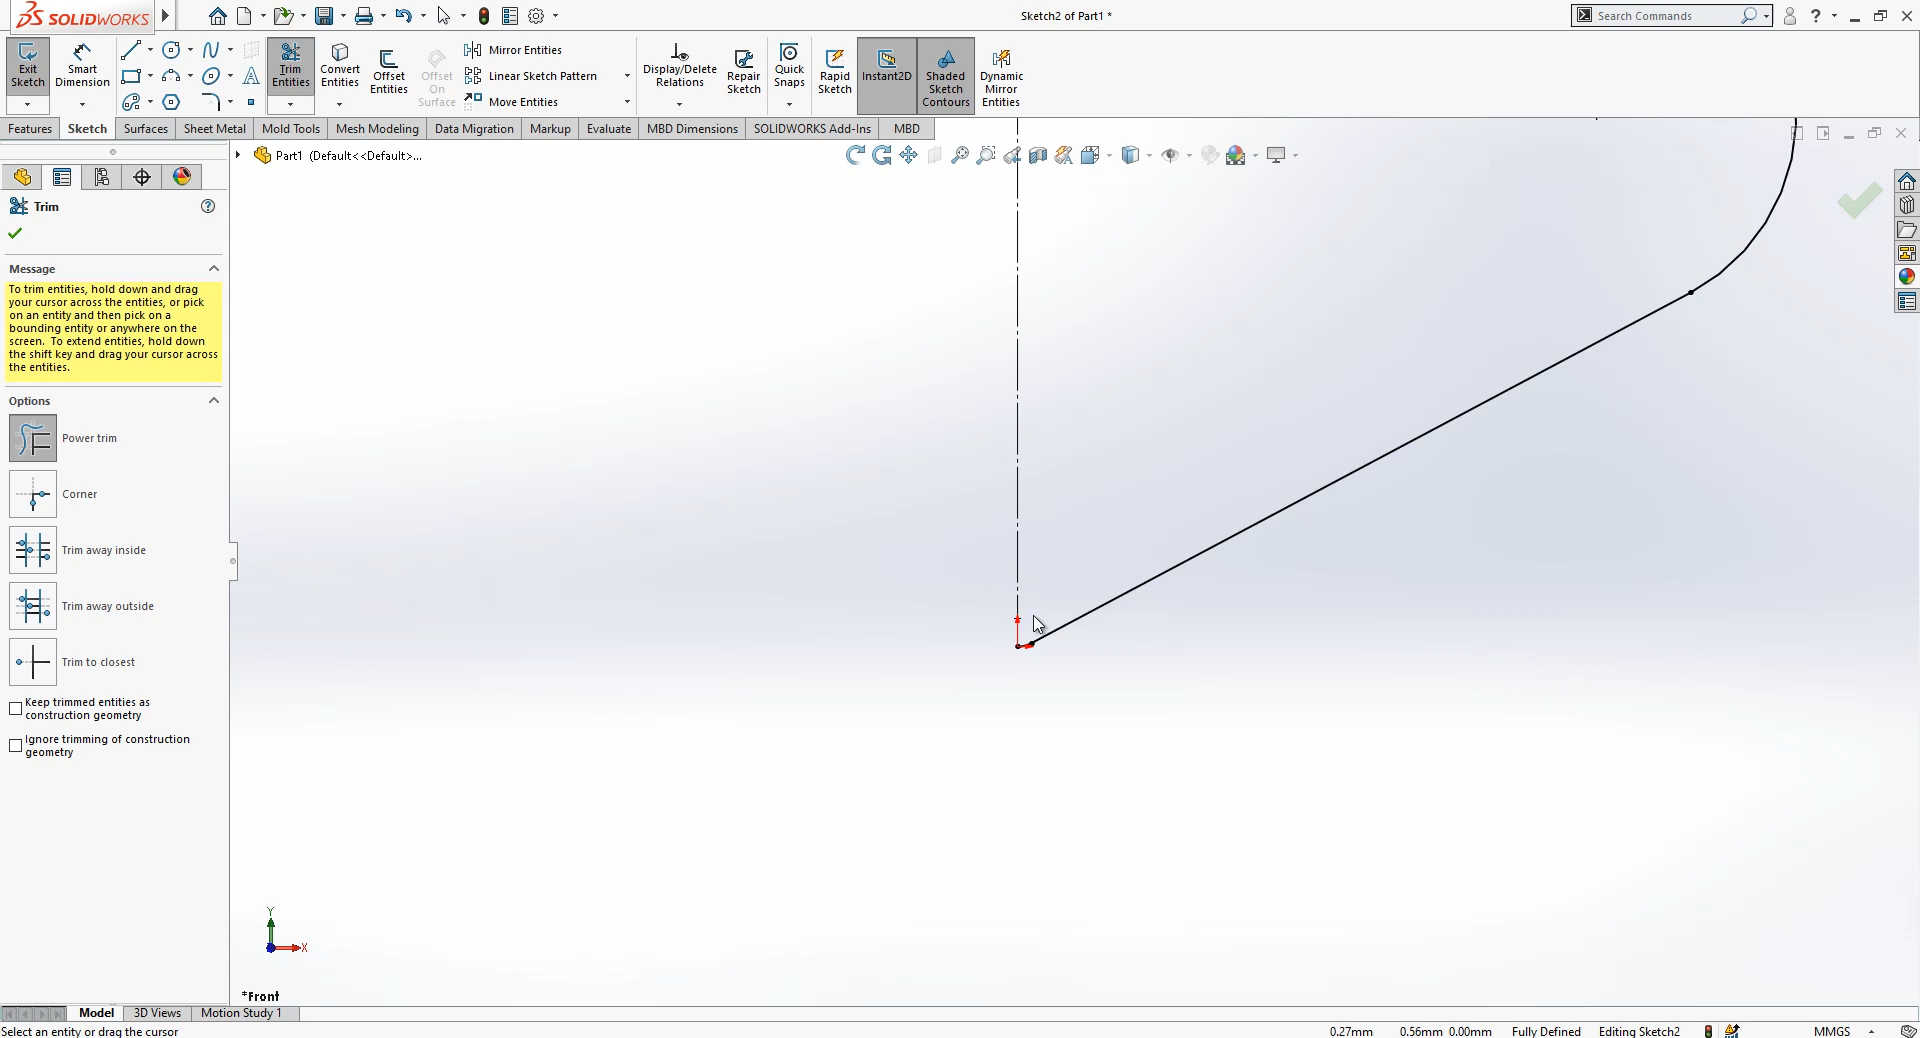 SOLIDWORKS
Sketch2 of Part1 *
Search Commands
Exit Sketch
Smart Dimension
Trim Entities
Convert Entities
Offset Entities
Offset On Surface
Mirror Entities
Linear Sketch Pattern
Move Entities
Display/Delete Relations
Repair Sketch
Quick Snaps
Rapid Sketch
Instant2D
Shaded Sketch Contours
Dynamic Mirror Entities
Features
Sketch
Surfaces
Sheet Metal
Mold Tools
Mesh Modeling
Data Migration
Markup
Evaluate
MBD Dimensions
SOLIDWORKS Add-Ins
MBD
Part1 (Default<<Default>...
Trim
Message
To trim entities, hold down and drag
your cursor across the entities, or pick
on an entity and then pick on a
bounding entity or anywhere on the
screen. To extend entities, hold down
the shift key and drag your cursor across
the entities.
Options
Power trim
Corner
Trim away inside
Trim away outside
Trim to closest
Keep trimmed entities as
construction geometry
Ignore trimming of construction
geometry
Y
X
*Front
Model
3D Views
Motion Study 1
Select an entity or drag the cursor
0.27mm
0.56mm 0.00mm
Fully Defined
Editing Sketch2
MMGS